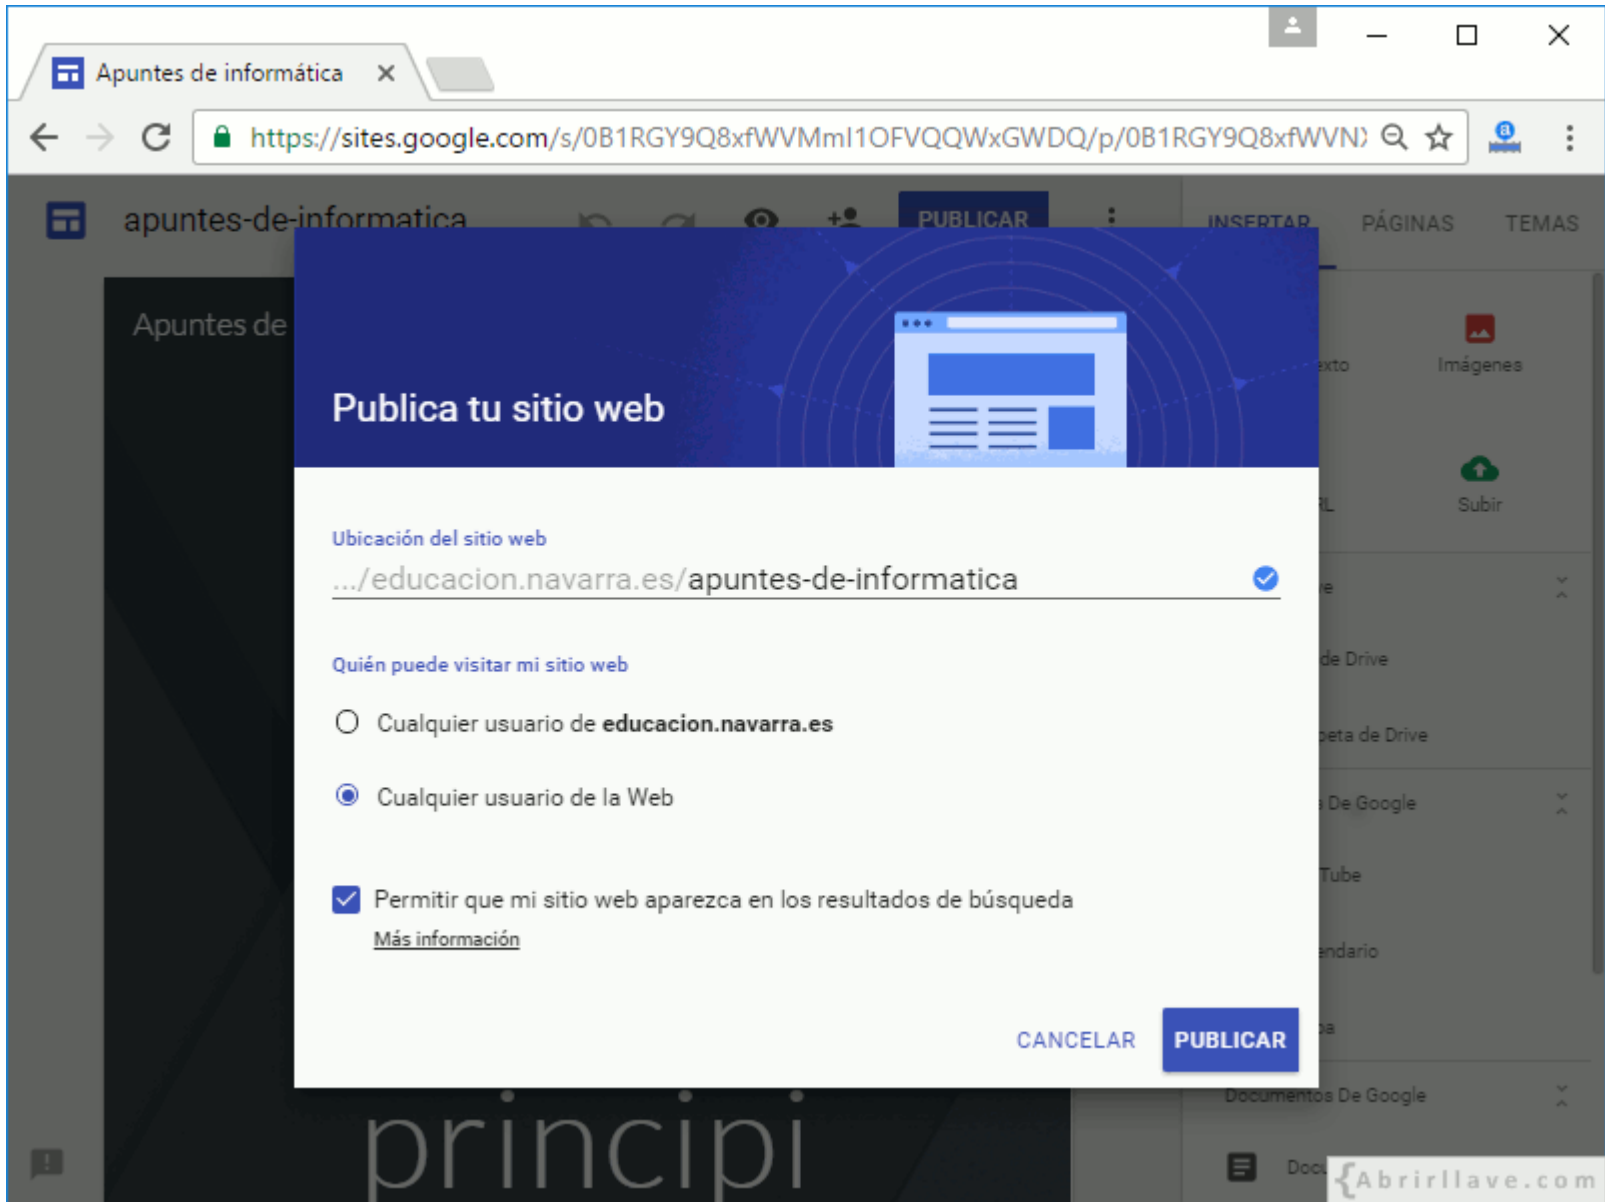 Apuntes de informática
https://sites.google.com/s/0B1RGY9Q8xfWVMmI1OFVQQWxGWDQ/p/0B1RGY9Q8xfWVN
apuntes-de-informatica
PUBLICAR
INSERTAR
PÁGINAS
TEMAS
Apuntes de
Imágenes
Subir
Publica tu sitio web
Ubicación del sitio web
.../educacion.navarra.es/apuntes-de-informatica
Quién puede visitar mi sitio web
Cualquier usuario de educacion.navarra.es
Cualquier usuario de la Web
Permitir que mi sitio web aparezca en los resultados de búsqueda
Más información
CANCELAR
PUBLICAR
de Drive
de Drive
De Google
Tube
Documentos De Google
principi
{Abrirllave.com